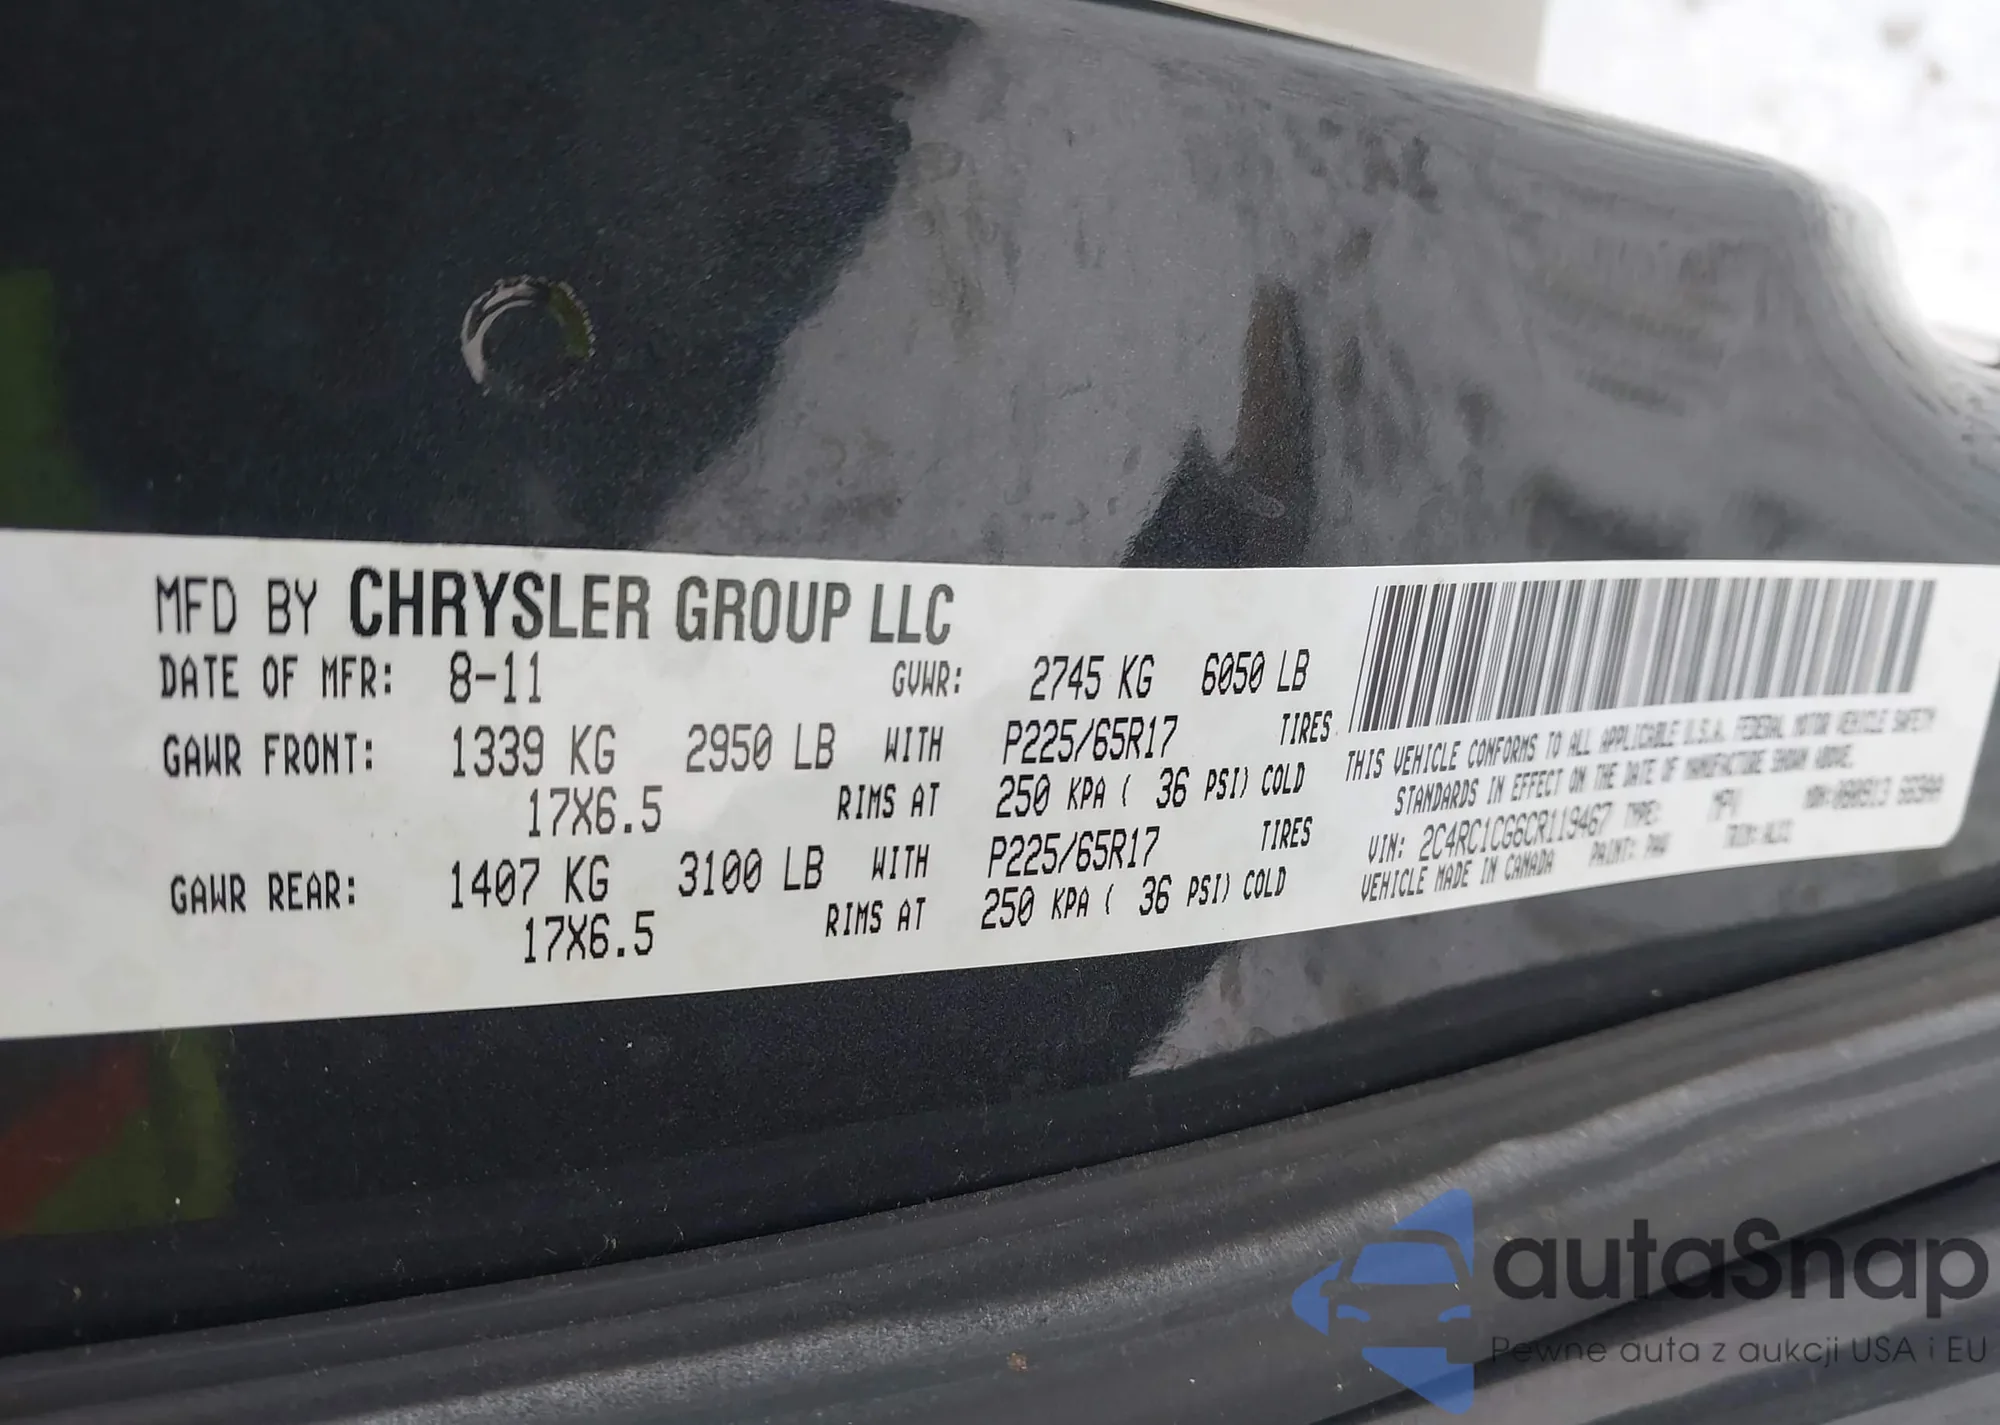 MFD BY CHRYSLER GROUP LLC
DATE OF MFR: 8-11 GVWR: 2745 KG 6050 LB
GAWR FRONT: 1339 KG 2950 LB WITH P225/65R17 TIRES
17X6.5 RIMS AT 250 KPA ( 36 PSI) COLD
GAWR REAR: 1407 KG 3100 LB WITH P225/65R17 TIRES
17X6.5 RIMS AT 250 KPA ( 36 PSI) COLD
THIS VEHICLE CONFORMS TO ALL APPLICABLE U.S.A. FEDERAL MOTOR VEHICLE SAFETY
STANDARDS IN EFFECT ON THE DATE OF MANUFACTURE SHOWN ABOVE.
VIN: 2C4RC1CG6CR119467 TYPE: MPV
VEHICLE MADE IN CANADA PAINT: PAV
autaSnap
Pewne auta z aukcji USA i EU